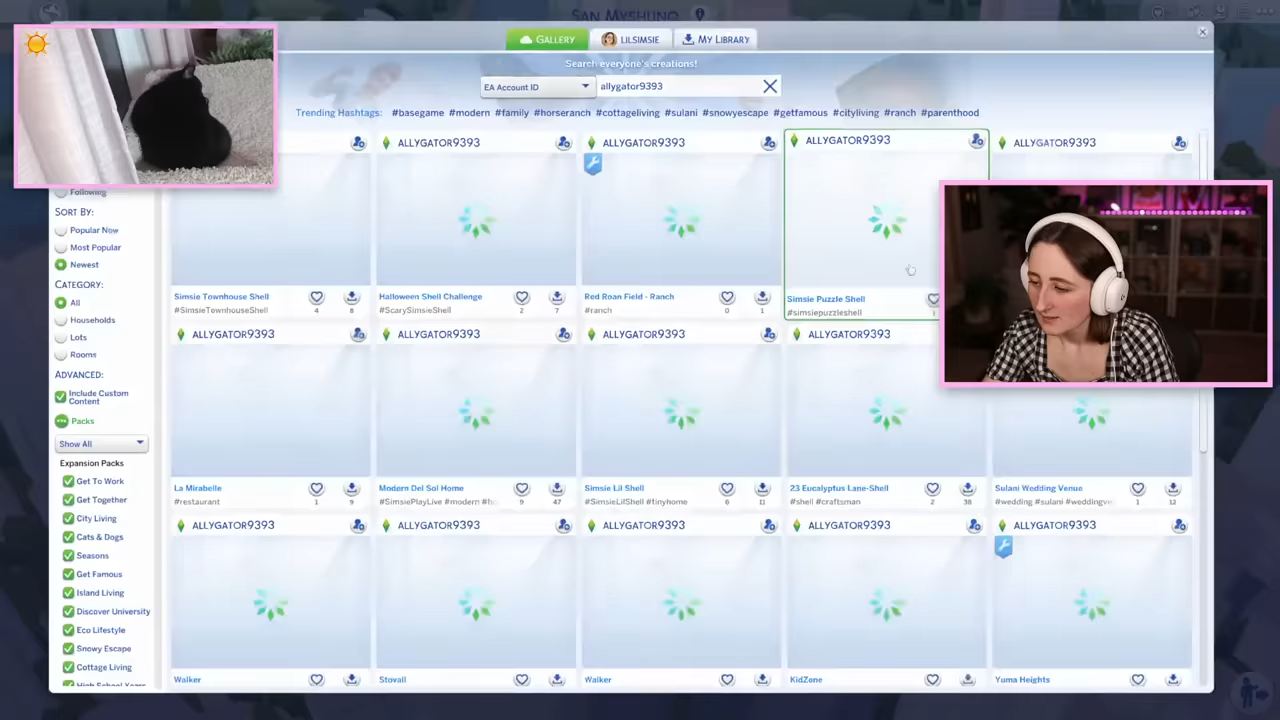 SAN MYSHUNO
GALLERY
LILSIMSIE
MY LIBRARY
Search everyone's creations!
EA Account ID
allygator9393
Trending Hashtags: #basegame #modern #family #horseranch #cottageliving #sulani #snowyescape #getfamous #cityliving #ranch #parenthood
ALLYGATOR9393
ALLYGATOR9393
ALLYGATOR9393
ALLYGATOR9393
Following
SORT BY:
Popular Now
Most Popular
Newest
CATEGORY:
All
Households
Lots
Rooms
ADVANCED:
Include Custom
Content
Packs
Show All
Expansion Packs
Get To Work
Get Together
City Living
Cats & Dogs
Seasons
Get Famous
Island Living
Discover University
Eco Lifestyle
Snowy Escape
Cottage Living
High School Years
Simsie Townhouse Shell
#SimsieTownhouseShell
4 8
Halloween Shell Challenge
#ScarySimsieShell
2 7
Red Roan Field - Ranch
#ranch
0 1
Simsie Puzzle Shell
#simsiepuzzleshell
1
ALLYGATOR9393
ALLYGATOR9393
ALLYGATOR9393
ALLYGATOR9393
La Mirabelle
#restaurant
1 9
Modern Del Sol Home
#SimsiePlayLive #modern #h
9 47
Simsie Lil Shell
#SimsieLilShell #tinyhome
6 11
23 Eucalyptus Lane-Shell
#shell #craftsman
2 38
Sulani Wedding Venue
#wedding #sulani #weddingve
1 12
ALLYGATOR9393
ALLYGATOR9393
ALLYGATOR9393
ALLYGATOR9393
ALLYGATOR9393
Walker
Stovall
Walker
KidZone
Yuma Heights